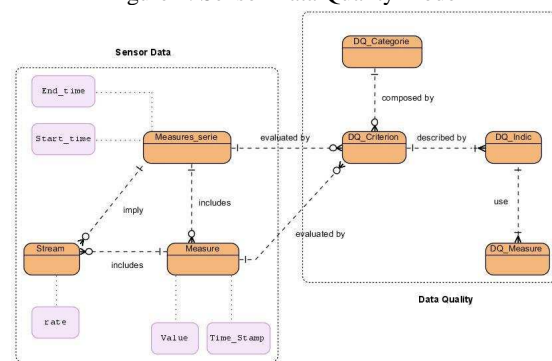 Sensor Data
DQ_Categorie
End_time
composed by
Start_time
Measures_serie
evaluated by
DQ_Criterion
described by
DQ_Indic
imply
includes
use
evaluated by
Stream
includes
Measure
DQ_Measure
Data Quality
rate
Value
Time_Stamp